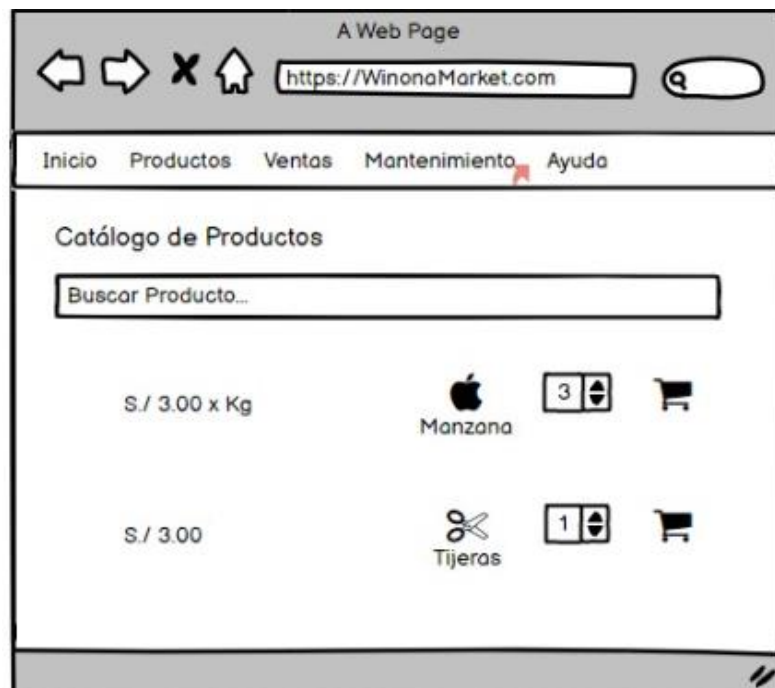 A Web Page
https://WinonaMarket.com
Inicio Productos Ventas Mantenimiento Ayuda
Catálogo de Productos
Buscar Producto...
S./ 3.00 x Kg
Manzana
3
S./ 3.00
Tijeras
1